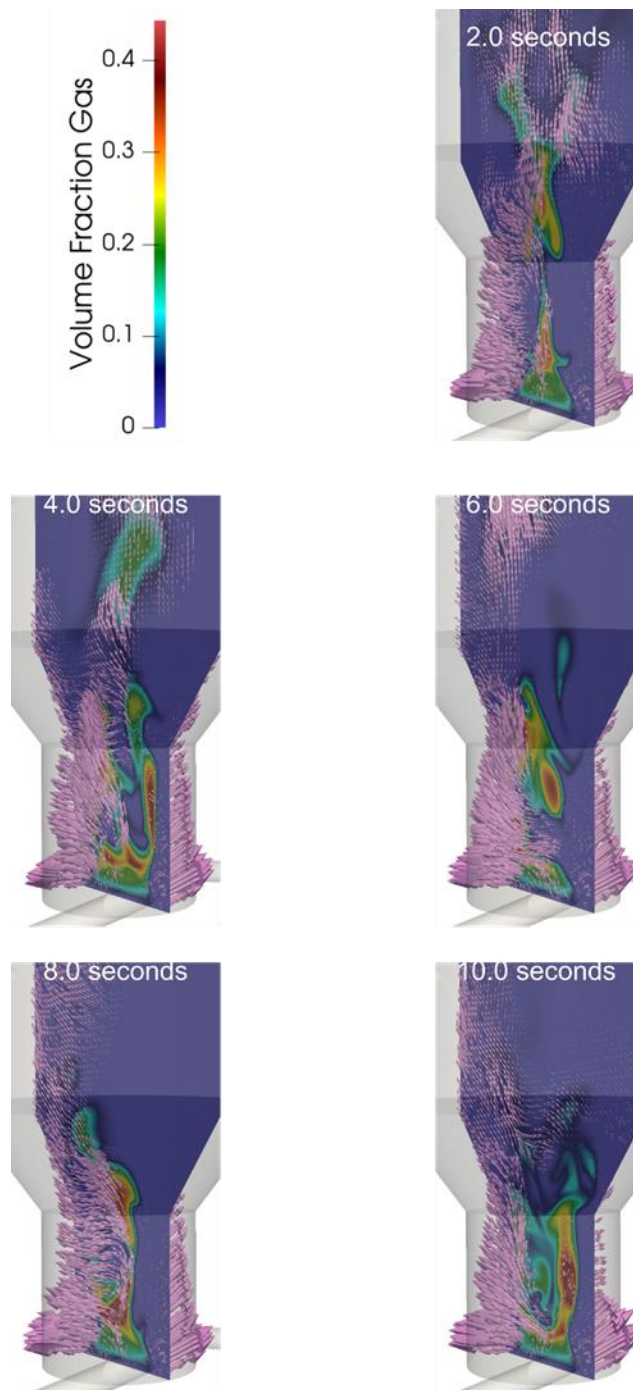 Volume Fraction Gas
0.4
0.3
0.2
0.1
0
2.0 seconds
4.0 seconds
6.0 seconds
8.0 seconds
10.0 seconds